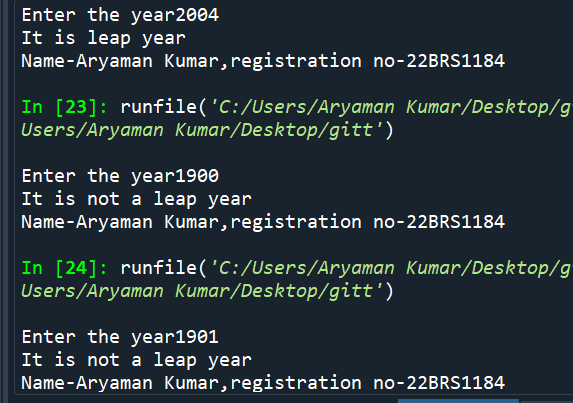 Enter the year2004
It is leap year
Name-Aryaman Kumar,registration no-22BRS1184
In [23]: runfile('C:/Users/Aryaman Kumar/Desktop/g
Users/Aryaman Kumar/Desktop/gitt')
Enter the year1900
It is not a leap year
Name-Aryaman Kumar,registration no-22BRS1184
In [24]: runfile('C:/Users/Aryaman Kumar/Desktop/g
Users/Aryaman Kumar/Desktop/gitt')
Enter the year1901
It is not a leap year
Name-Aryaman Kumar,registration no-22BRS1184